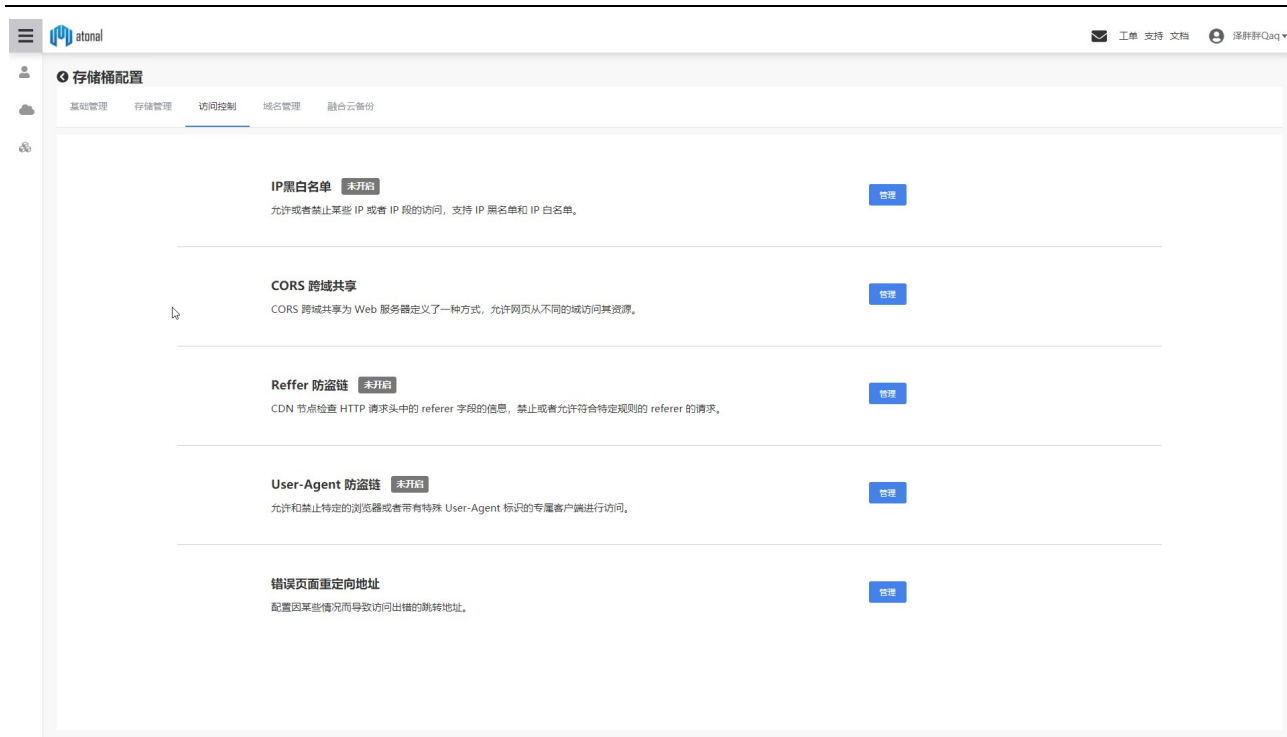 atonal
工单 支持 文档 泽胖胖Qaq
存储桶配置
基础管理 存储管理 访问控制 域名管理 融合云备份
IP黑白名单 未开启
管理
允许或者禁止某些 IP 或者 IP 段的访问，支持 IP 黑名单和 IP 白名单。
CORS 跨域共享
管理
CORS 跨域共享为 Web 服务器定义了一种方式，允许网页从不同的域访问其资源。
Reffer 防盗链 未开启
管理
CDN 节点检查 HTTP 请求头中的 referer 字段的信息，禁止或者允许符合特定规则的 referer 的请求。
User-Agent 防盗链 未开启
管理
允许和禁止特定的浏览器或者带有特殊 User-Agent 标识的专属客户端进行访问。
错误页面重定向地址
管理
配置因某些情况而导致访问出错的跳转地址。